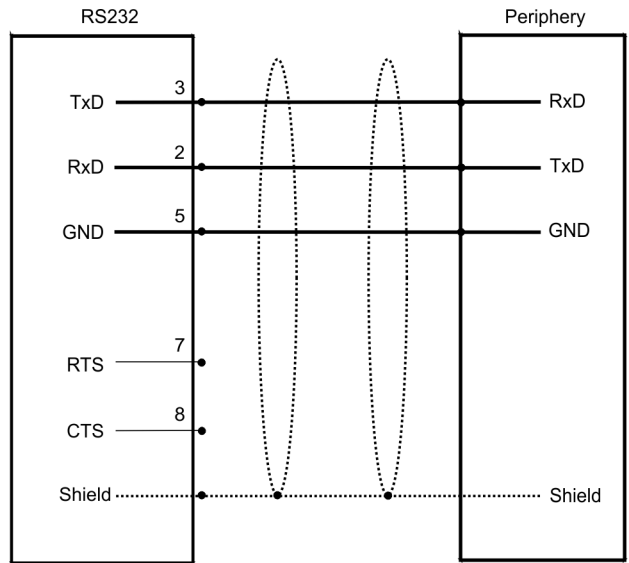 RS232 Periphery
TxD 3 RxD
RxD 2 TxD
GND 5 GND
RTS 7
CTS 8
Shield Shield